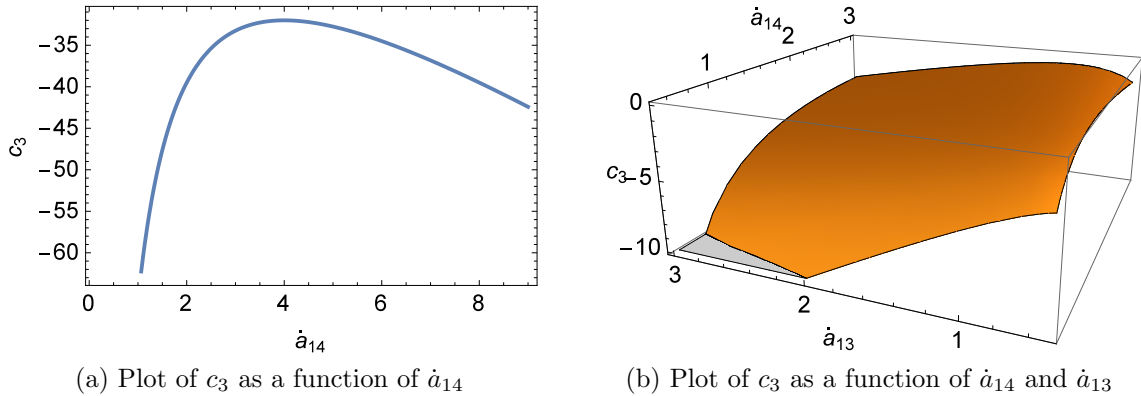 −35
−40
−45
−50
−55
−60
c₃
0
2
4
6
8
ȧ₁₄
(a) Plot of c₃ as a function of ȧ₁₄
ȧ₁₄
3
2
1
0
c₃
−5
−10
3
2
1
ȧ₁₃
(b) Plot of c₃ as a function of ȧ₁₄ and ȧ₁₃